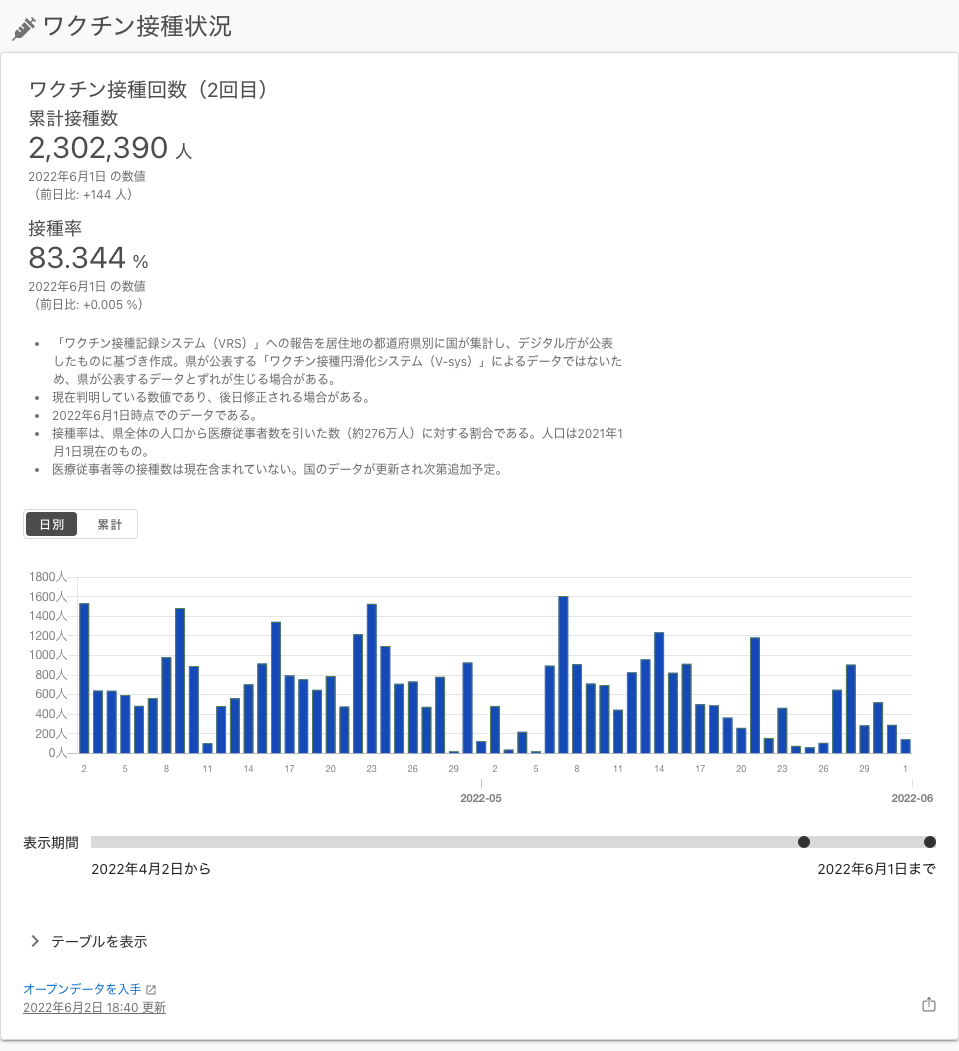 ワクチン接種状況
ワクチン接種回数（2回目）
累計接種数
2,302,390 人
2022年6月1日 の数値
（前日比: +144 人）
接種率
83.344 %
2022年6月1日 の数値
（前日比: +0.005 %）
• 「ワクチン接種記録システム（VRS）」への報告を居住地の都道府県別に国が集計し、デジタル庁が公表
したものに基づき作成。県が公表する「ワクチン接種円滑化システム（V-sys）」によるデータではないた
め、県が公表するデータとずれが生じる場合がある。
• 現在判明している数値であり、後日修正される場合がある。
• 2022年6月1日時点でのデータである。
• 接種率は、県全体の人口から医療従事者数を引いた数（約276万人）に対する割合である。人口は2021年1
月1日現在のもの。
• 医療従事者等の接種数は現在含まれていない。国のデータが更新され次第追加予定。
日別 累計
1800人
1600人
1400人
1200人
1000人
800人
600人
400人
200人
0人
2 5 8 11 14 17 20 23 26 29 2 5 8 11 14 17 20 23 26 29 1
2022-05 2022-06
表示期間
2022年4月2日から 2022年6月1日まで
テーブルを表示
オープンデータを入手
2022年6月2日 18:40 更新